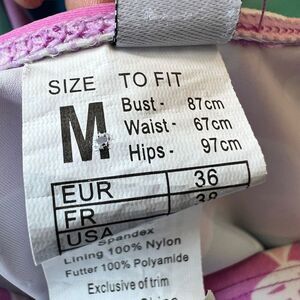 SIZE TO FIT
M
Bust - 87cm
Waist - 67cm
Hips - 97cm
EUR 36
FR 38
USA
Spandex
Lining 100% Nylon
Futter 100% Polyamide
Exclusive of trim